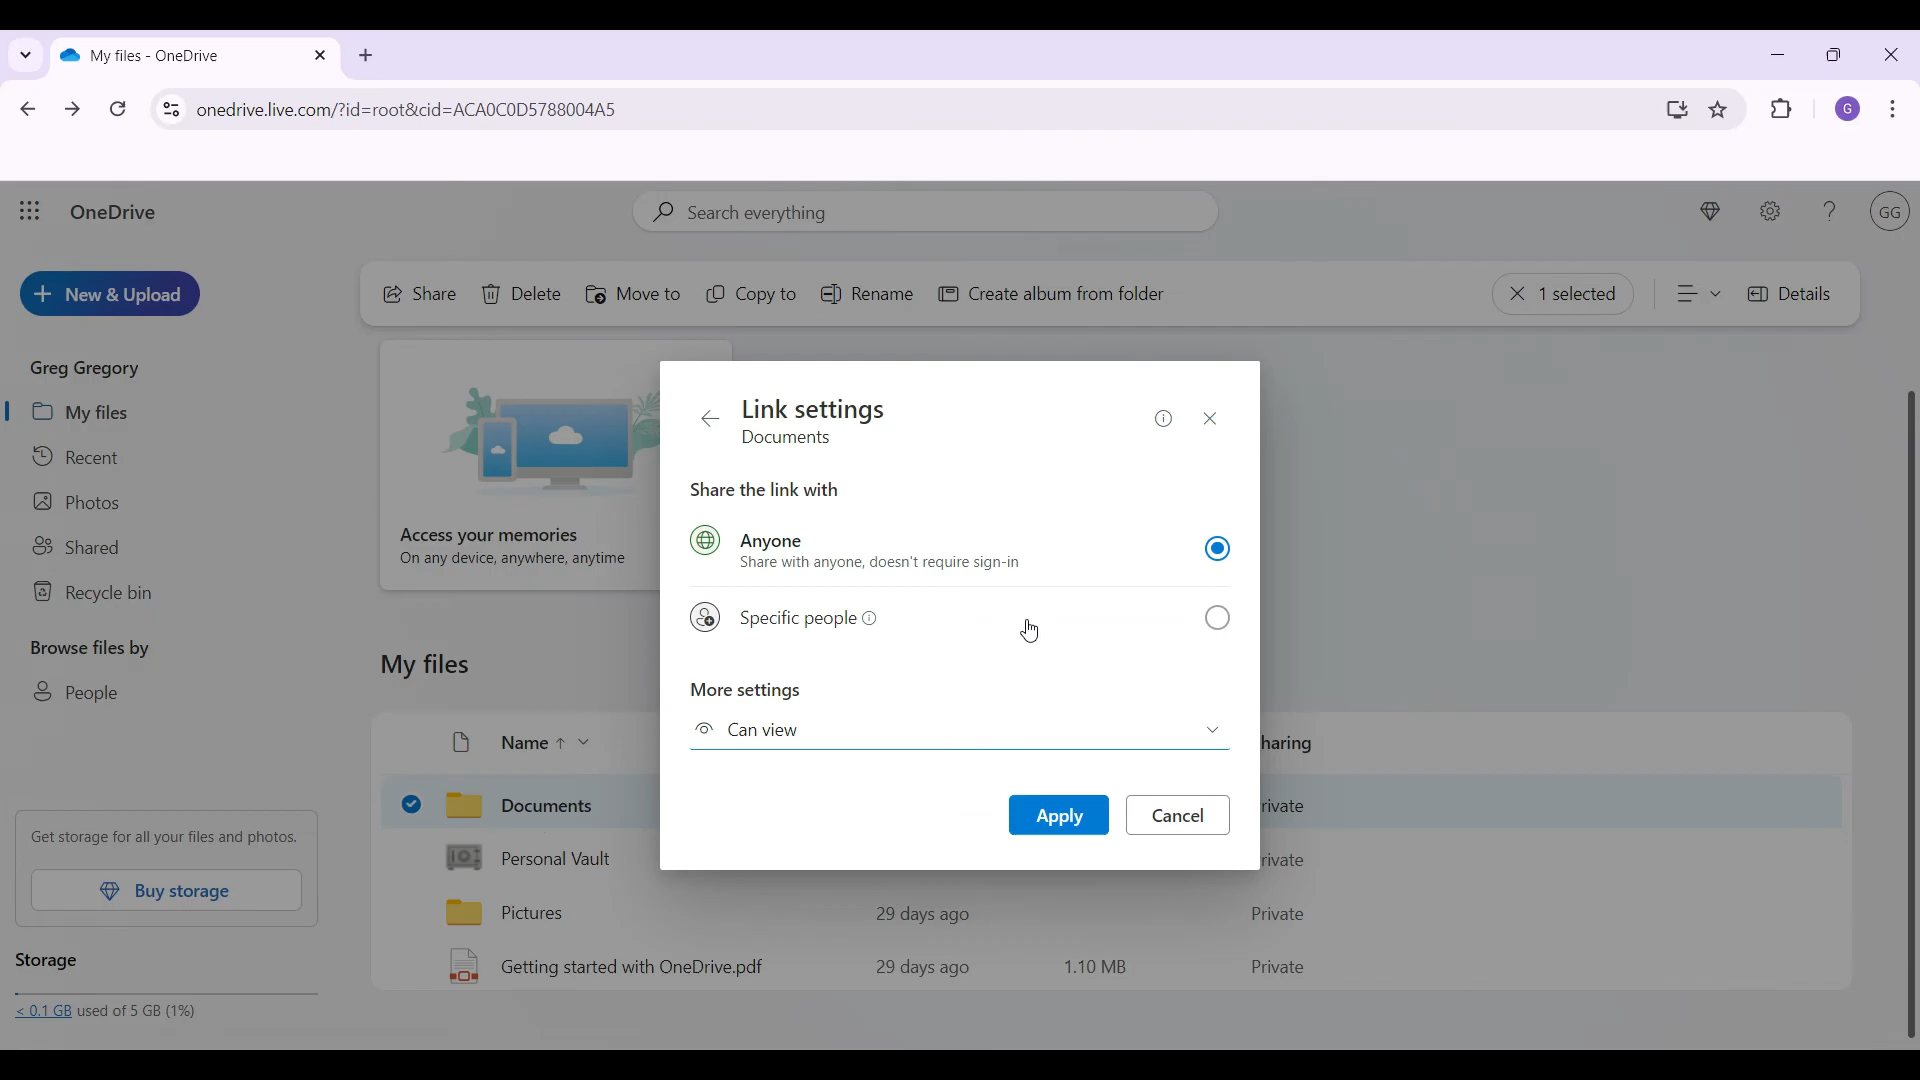 My files - OneDrive
onedrive.live.com/?id=root&cid=ACA0C0D5788004A5
G
OneDrive
Search everything
GG
New & Upload
Share
Delete
Move to
Copy to
Rename
Create album from folder
1 selected
Details
Greg Gregory
My files
Recent
Photos
Shared
Recycle bin
Browse files by
People
Get storage for all your files and photos.
Buy storage
Storage
< 0.1 GB used of 5 GB (1%)
Access your memories
On any device, anywhere, anytime
My files
Name
haring
Documents
rivate
Personal Vault
rivate
Pictures
29 days ago
Private
Getting started with OneDrive.pdf
29 days ago
1.10 MB
Private
Link settings
Documents
Share the link with
Anyone
Share with anyone, doesn't require sign-in
Specific people
More settings
Can view
Apply
Cancel